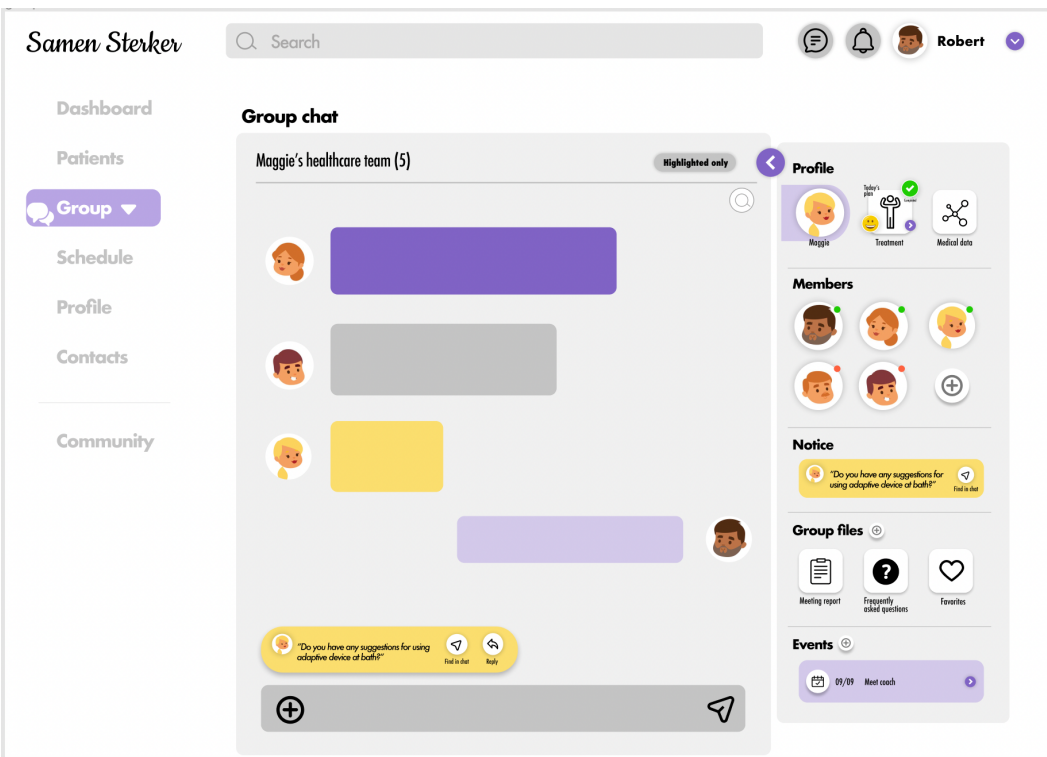 Samen Sterker
Search
Robert
Dashboard
Patients
Group
Schedule
Profile
Contacts
Community
Group chat
Maggie's healthcare team (5)
Highlighted only
"Do you have any suggestions for using
adaptive device at bath?"
Find in chat
Reply
Profile
Maggie
Today's
plan
Treatment
Medical data
Members
Notice
"Do you have any suggestions for
using adaptive device at bath?"
Find in chat
Group files
Meeting report
Frequently
asked questions
Favorites
Events
09/09 Meet coach